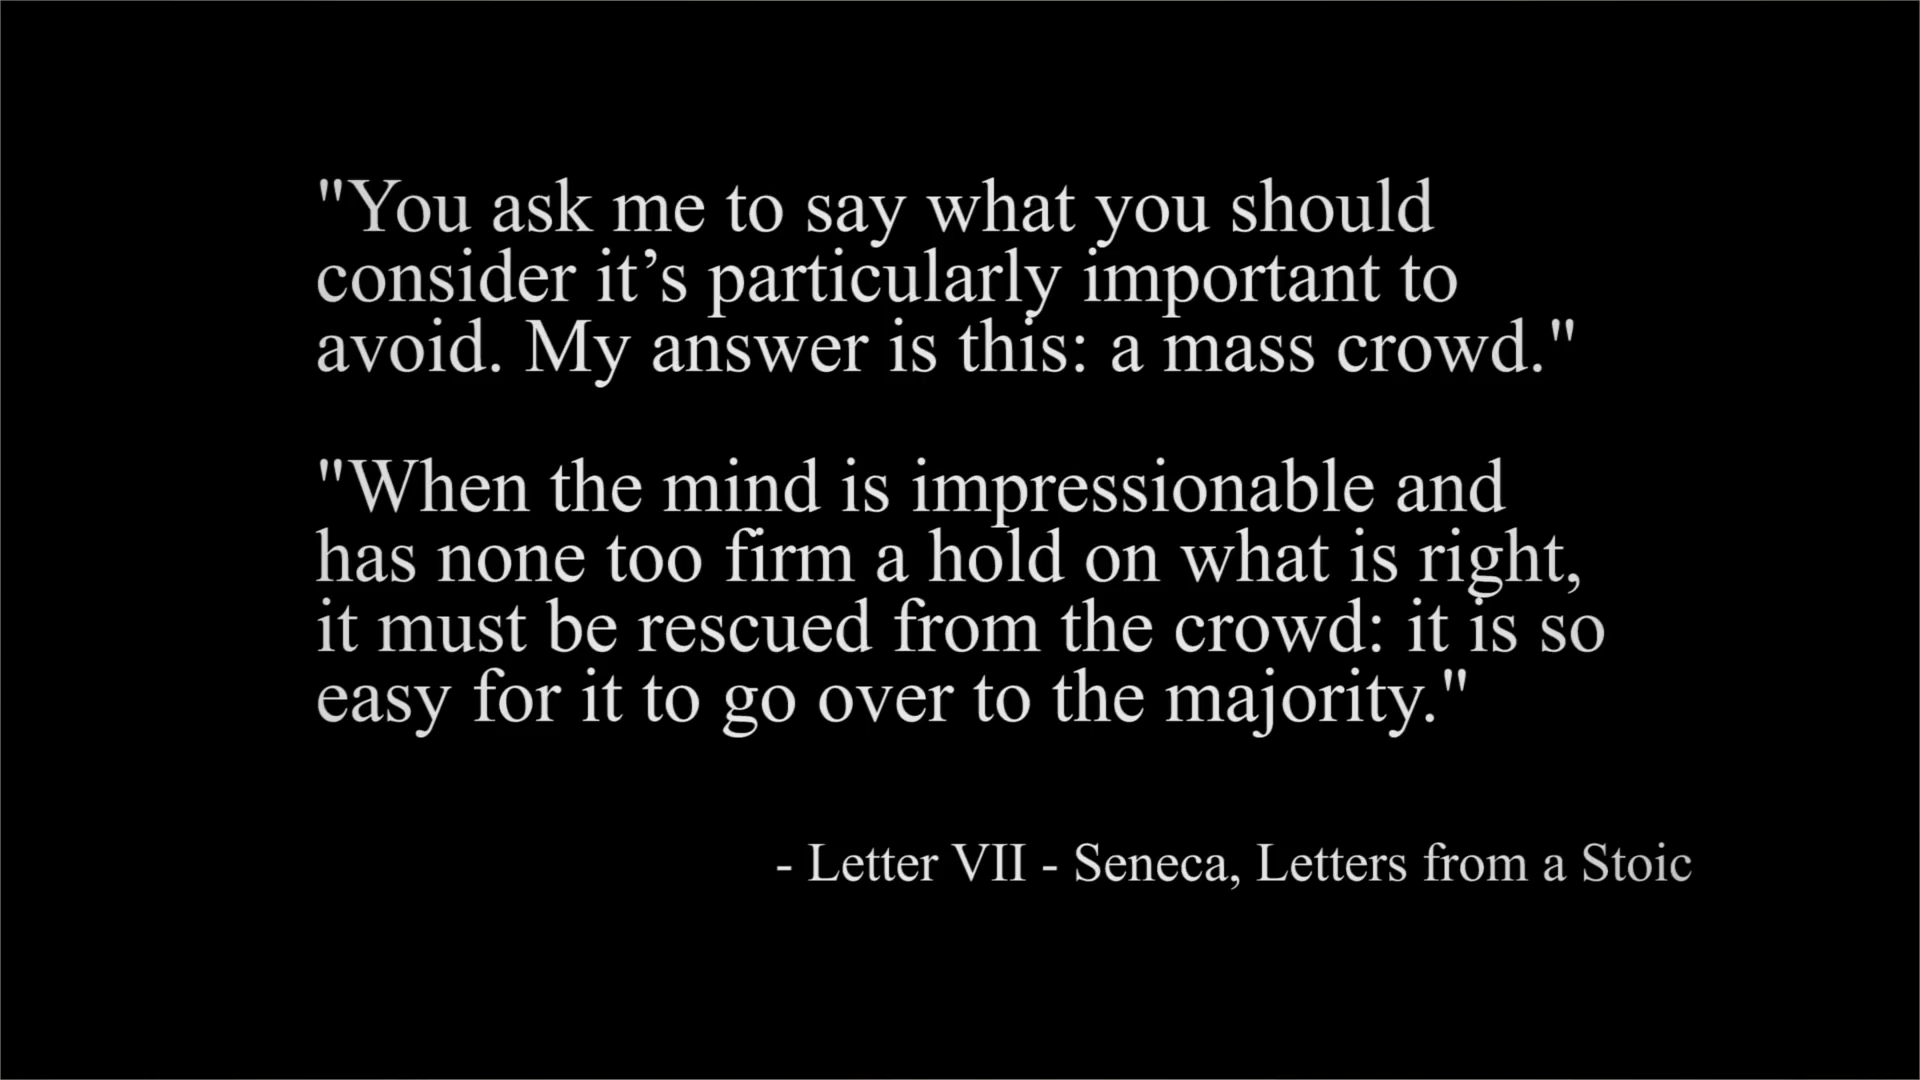 "You ask me to say what you should
consider it’s particularly important to
avoid. My answer is this: a mass crowd."
"When the mind is impressionable and
has none too firm a hold on what is right,
it must be rescued from the crowd: it is so
easy for it to go over to the majority."
- Letter VII - Seneca, Letters from a Stoic